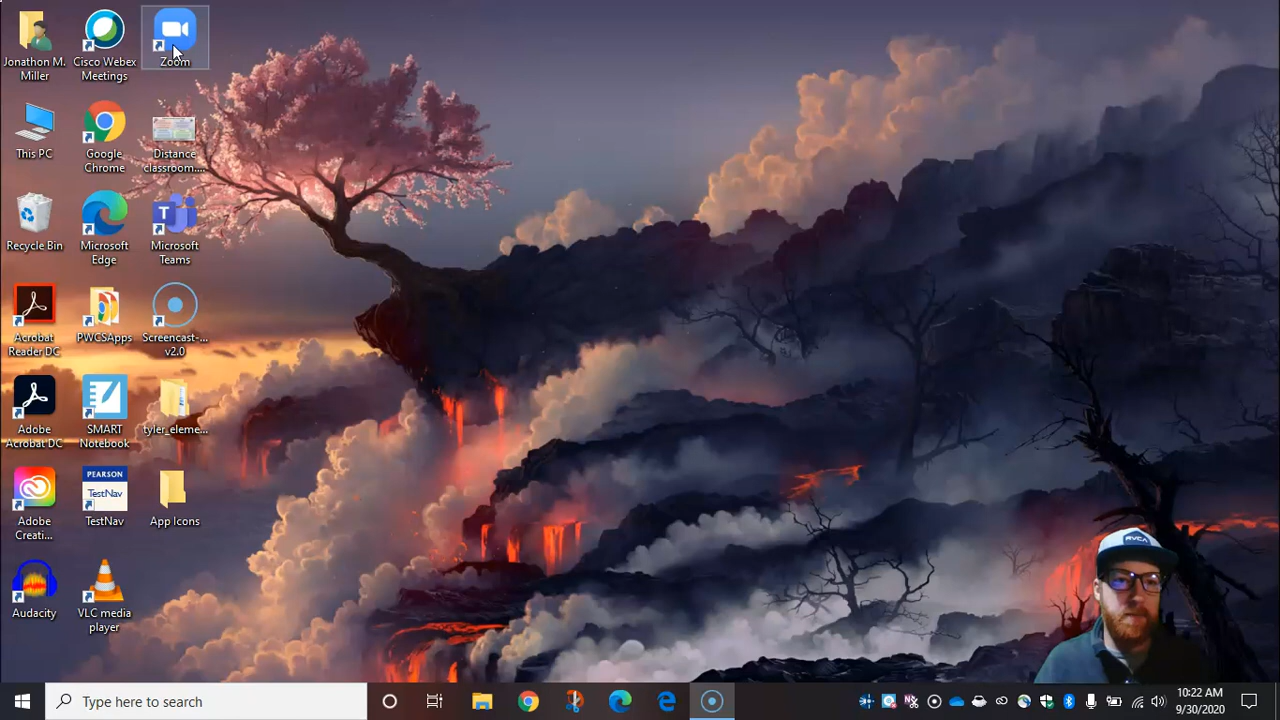 Jonathon M.
Miller
Cisco Webex
Meetings
Zoom
This PC
Google
Chrome
Distance
classroom....
Recycle Bin
Microsoft
Edge
Microsoft
Teams
Acrobat
Reader DC
PWCSApps
Screencast-...
v2.0
Adobe
Acrobat DC
SMART
Notebook
tyler_eleme...
Adobe
Creati...
PEARSON
TestNav
TestNav
App Icons
Audacity
VLC media
player
RVCA
Type here to search
10:22 AM
9/30/2020